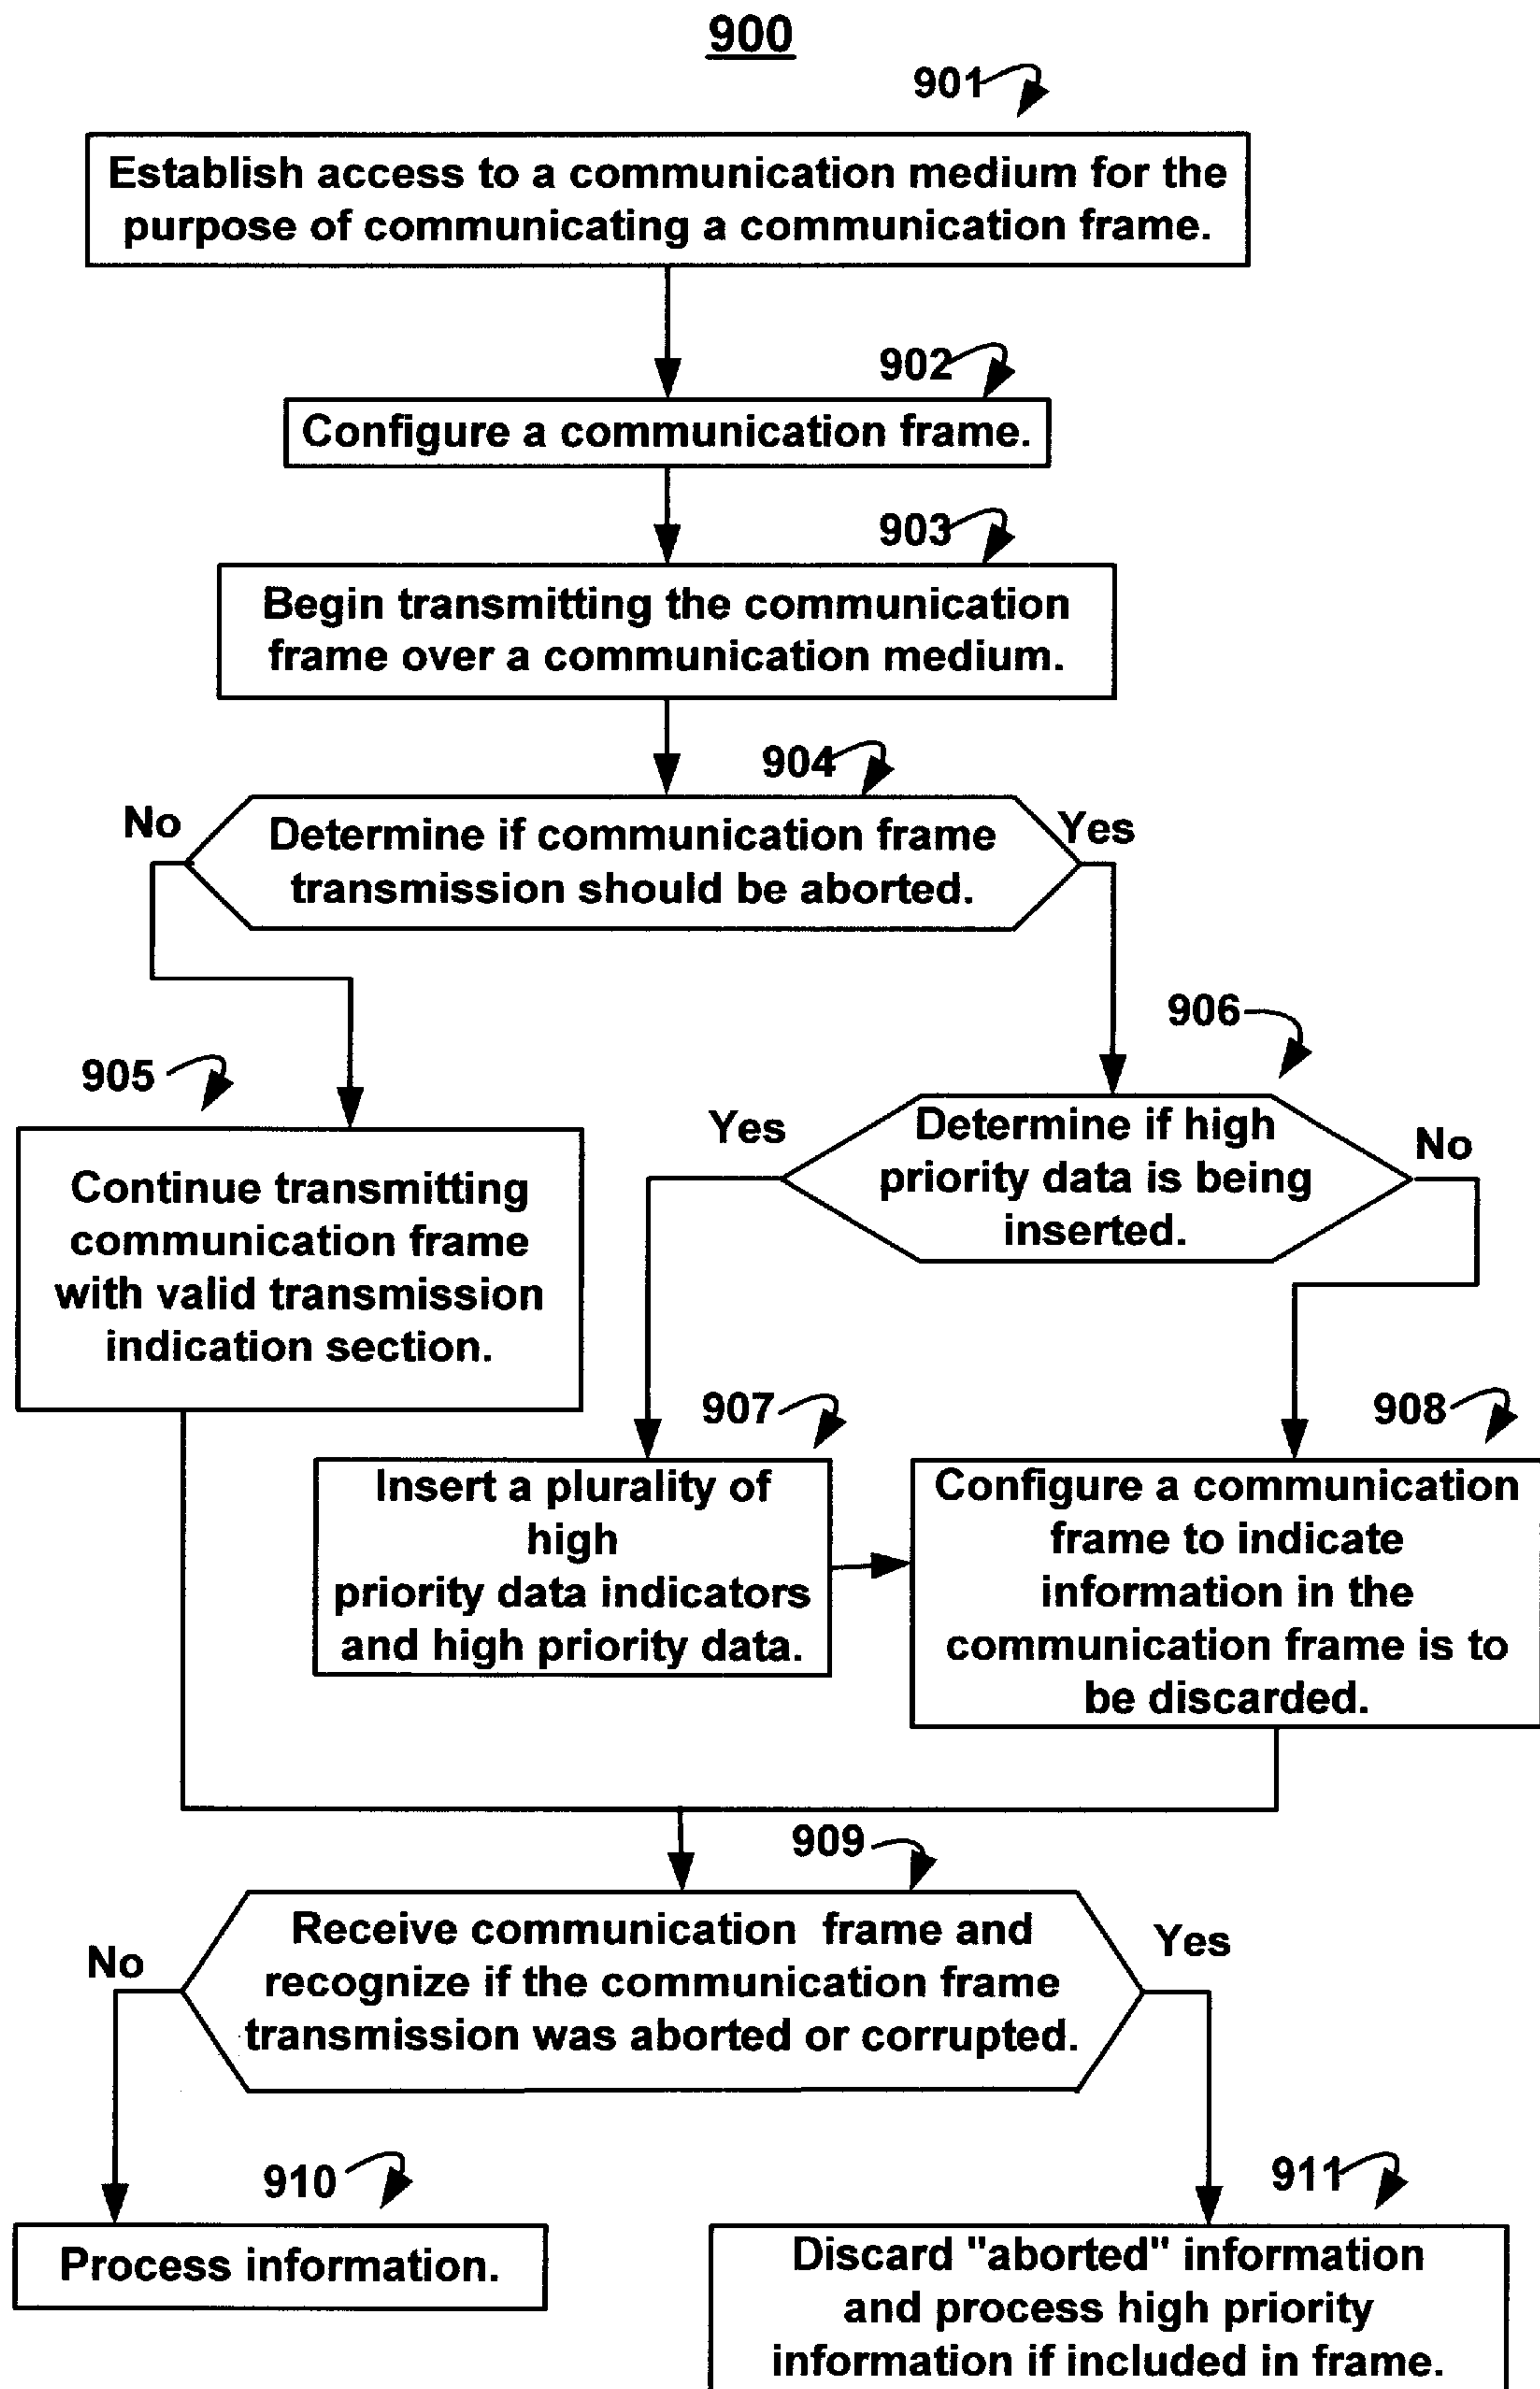 900
901
Establish access to a communication medium for the
purpose of communicating a communication frame.
902
Configure a communication frame.
903
Begin transmitting the communication
frame over a communication medium.
904
No
Yes
Determine if communication frame
transmission should be aborted.
906
905
Yes
Determine if high
priority data is being
inserted.
No
Continue transmitting
communication frame
with valid transmission
indication section.
907
908
Insert a plurality of
high
priority data indicators
and high priority data.
Configure a communication
frame to indicate
information in the
communication frame is to
be discarded.
909
No
Receive communication frame and
recognize if the communication frame
transmission was aborted or corrupted.
Yes
910
911
Process information.
Discard "aborted" information
and process high priority
information if included in frame.